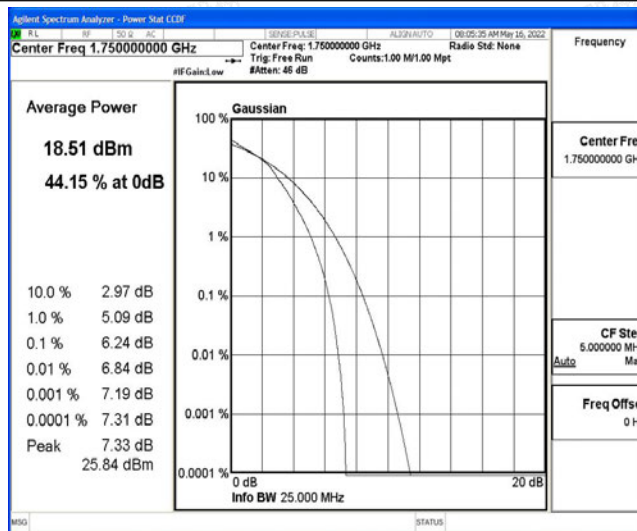 Agilent Spectrum Analyzer - Power Stat CCDF
RL RF 50 Ω AC SENSE:PULSE ALIGN AUTO 08:05:35 AM May 16, 2022
Center Freq 1.750000000 GHz
Center Freq: 1.750000000 GHz Radio Std: None
Trig: Free Run Counts:1.00 M/1.00 Mpt
#IFGain:Low #Atten: 46 dB
Frequency
Average Power
18.51 dBm
44.15 % at 0dB
10.0 % 2.97 dB
1.0 % 5.09 dB
0.1 % 6.24 dB
0.01 % 6.84 dB
0.001 % 7.19 dB
0.0001 % 7.31 dB
Peak 7.33 dB
25.84 dBm
Gaussian
100 %
10 %
1 %
0.1 %
0.01 %
0.001 %
0.0001 %
0 dB 20 dB
Info BW 25.000 MHz
Center Fre
1.750000000 GH
CF Ste
5.000000 MH
Auto Ma
Freq Offse
0 H
MSG STATUS